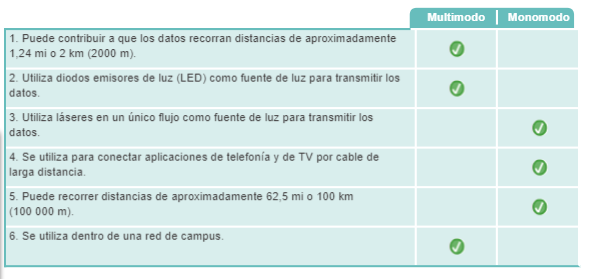 Multimodo Monomodo
1. Puede contribuir a que los datos recorran distancias de aproximadamente
1,24 mi o 2 km (2000 m).
2. Utiliza diodos emisores de luz (LED) como fuente de luz para transmitir los
datos.
3. Utiliza láseres en un único flujo como fuente de luz para transmitir los
datos.
4. Se utiliza para conectar aplicaciones de telefonía y de TV por cable de
larga distancia.
5. Puede recorrer distancias de aproximadamente 62,5 mi o 100 km
(100 000 m).
6. Se utiliza dentro de una red de campus.